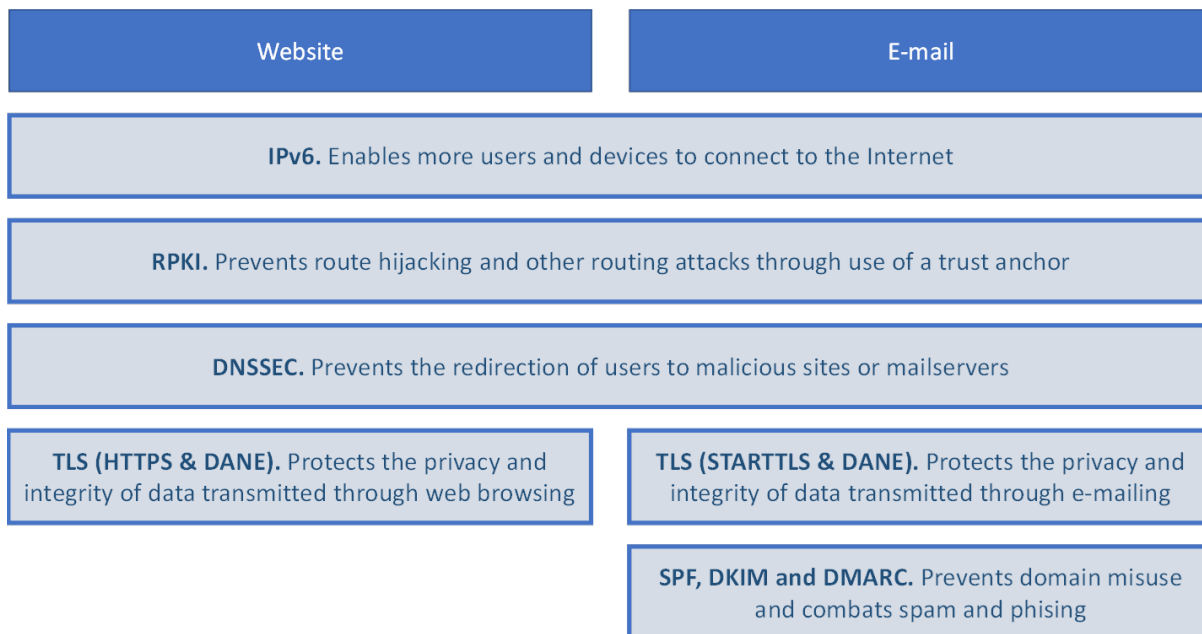 Website
E-mail
IPv6. Enables more users and devices to connect to the Internet
RPKI. Prevents route hijacking and other routing attacks through use of a trust anchor
DNSSEC. Prevents the redirection of users to malicious sites or mailservers
TLS (HTTPS & DANE). Protects the privacy and
integrity of data transmitted through web browsing
TLS (STARTTLS & DANE). Protects the privacy and
integrity of data transmitted through e-mailing
SPF, DKIM and DMARC. Prevents domain misuse
and combats spam and phising